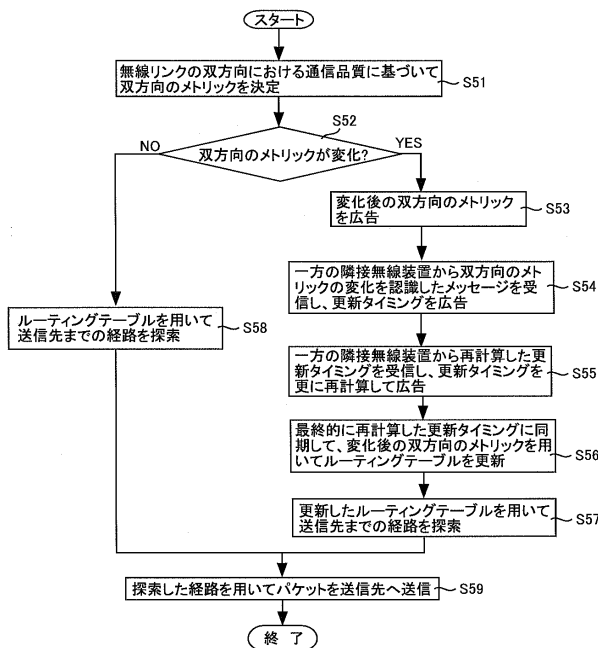 スタート
無線リンクの双方向における通信品質に基づいて
双方向のメトリックを決定
S51
S52
双方向のメトリックが変化?
NO
YES
変化後の双方向のメトリック
を広告
S53
一方の隣接無線装置から双方向のメト
リックの変化を認識したメッセージを受
信し、更新タイミングを広告
S54
ルーティングテーブルを用いて
送信先までの経路を探索
S58
一方の隣接無線装置から再計算した更
新タイミングを受信し、更新タイミングを
更に再計算して広告
S55
最終的に再計算した更新タイミングに同
期して、変化後の双方向のメトリックを用
いてルーティングテーブルを更新
S56
更新したルーティングテーブルを用いて
送信先までの経路を探索
S57
探索した経路を用いてパケットを送信先へ送信
S59
終了